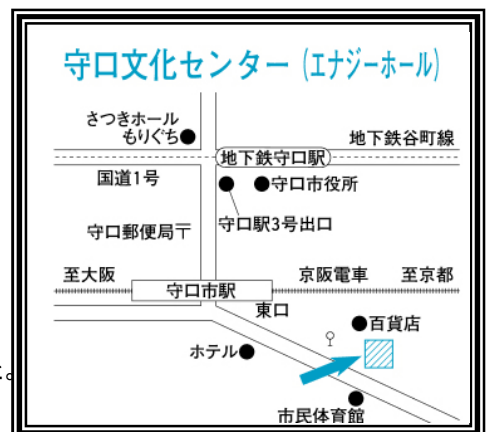 守口文化センター (エナジーホール)
さつきホール
もりぐち
地下鉄谷町線
地下鉄守口駅
国道1号
守口市役所
守口駅3号出口
守口郵便局〒
至大阪
京阪電車
至京都
守口市駅
東口
百貨店
ホテル
市民体育館
。